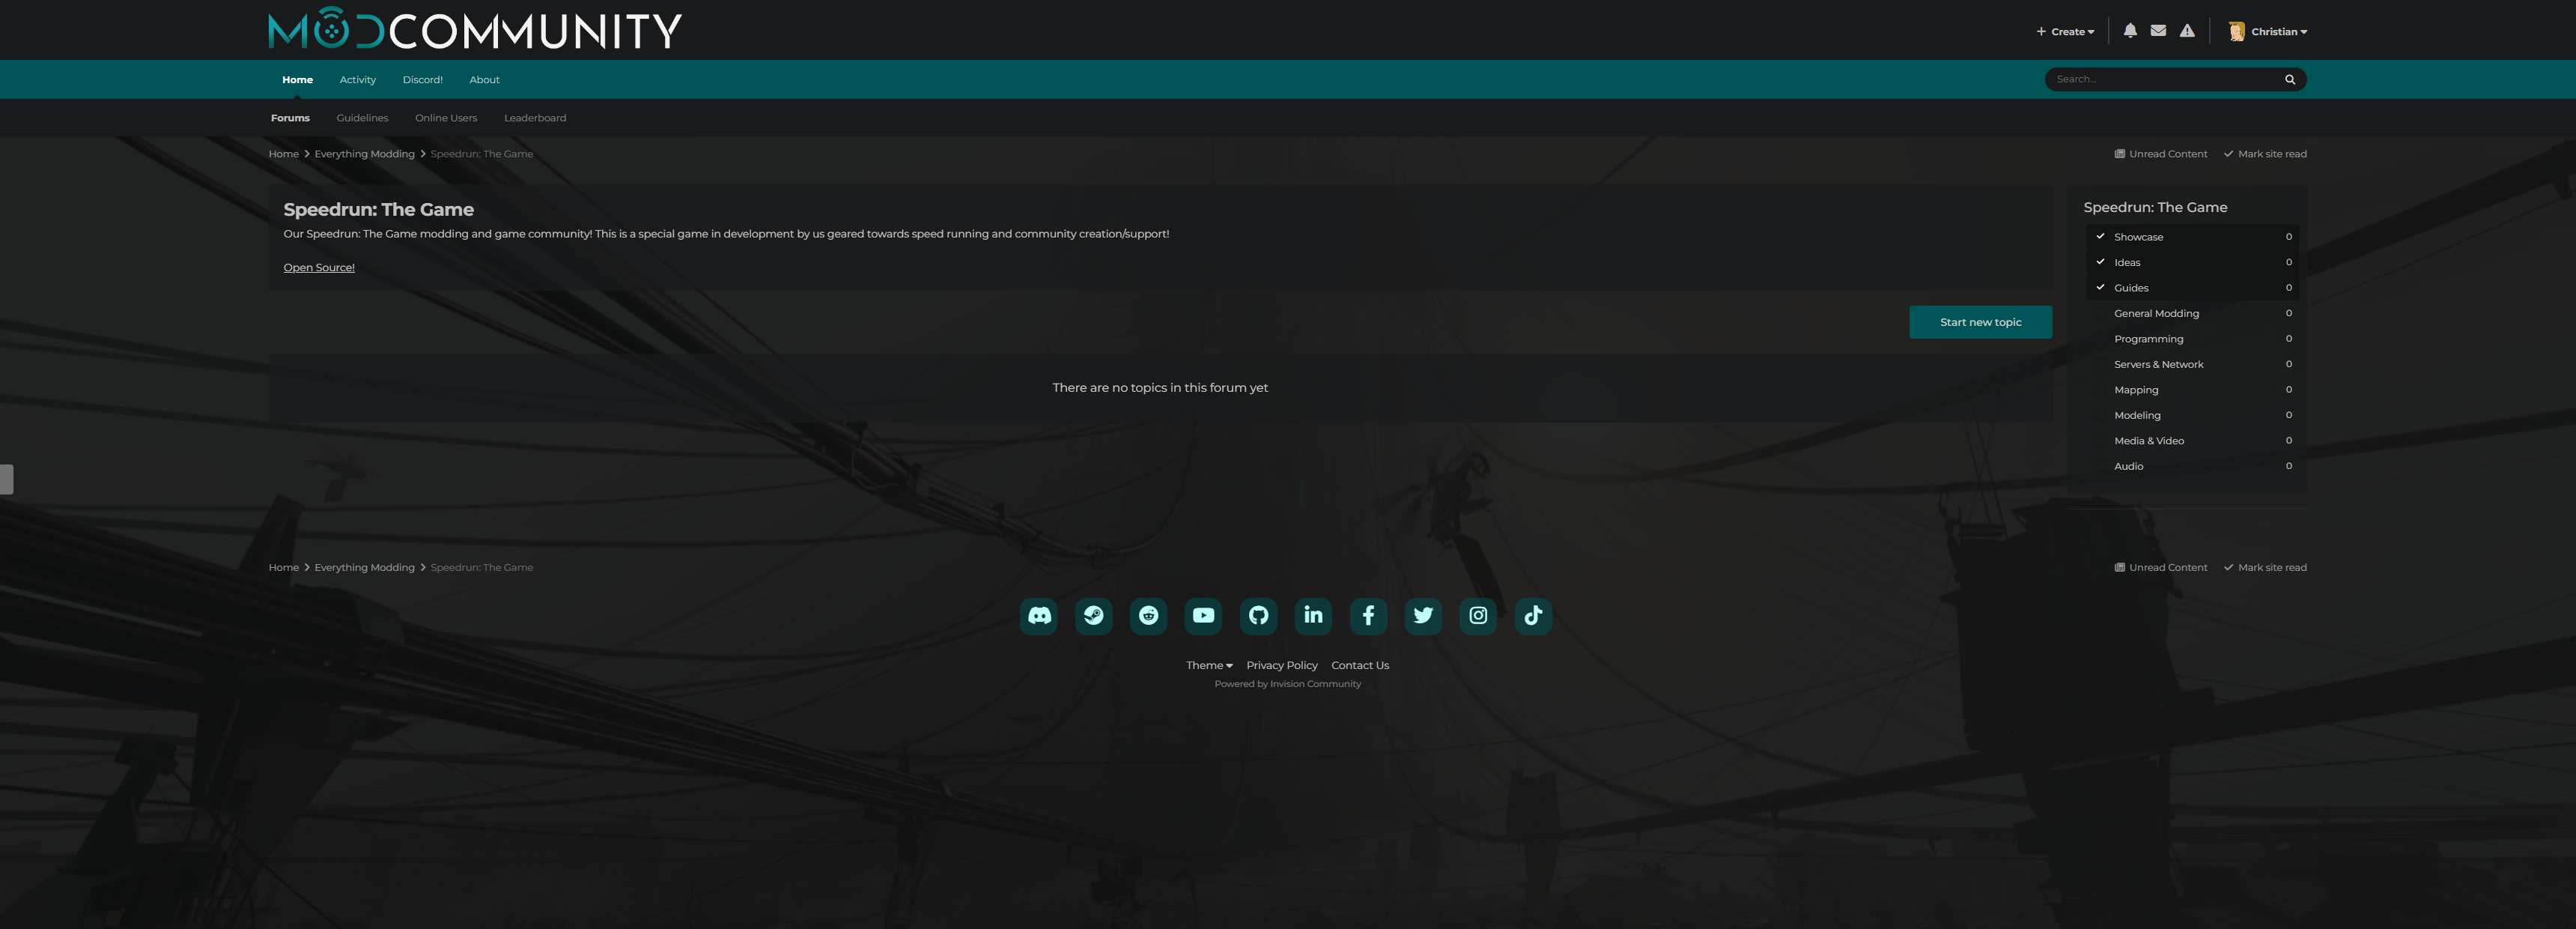 MODCOMMUNITY
Create
Christian
Home Activity Discord! About
Search...
Forums Guidelines Online Users Leaderboard
Home Everything Modding Speedrun: The Game
Unread Content Mark site read
Speedrun: The Game
Our Speedrun: The Game modding and game community! This is a special game in development by us geared towards speed running and community creation/support!
Open Source!
Start new topic
There are no topics in this forum yet
Speedrun: The Game
Showcase 0
Ideas 0
Guides 0
General Modding 0
Programming 0
Servers & Network 0
Mapping 0
Modeling 0
Media & Video 0
Audio 0
Home Everything Modding Speedrun: The Game
Unread Content Mark site read
Theme Privacy Policy Contact Us
Powered by Invision Community